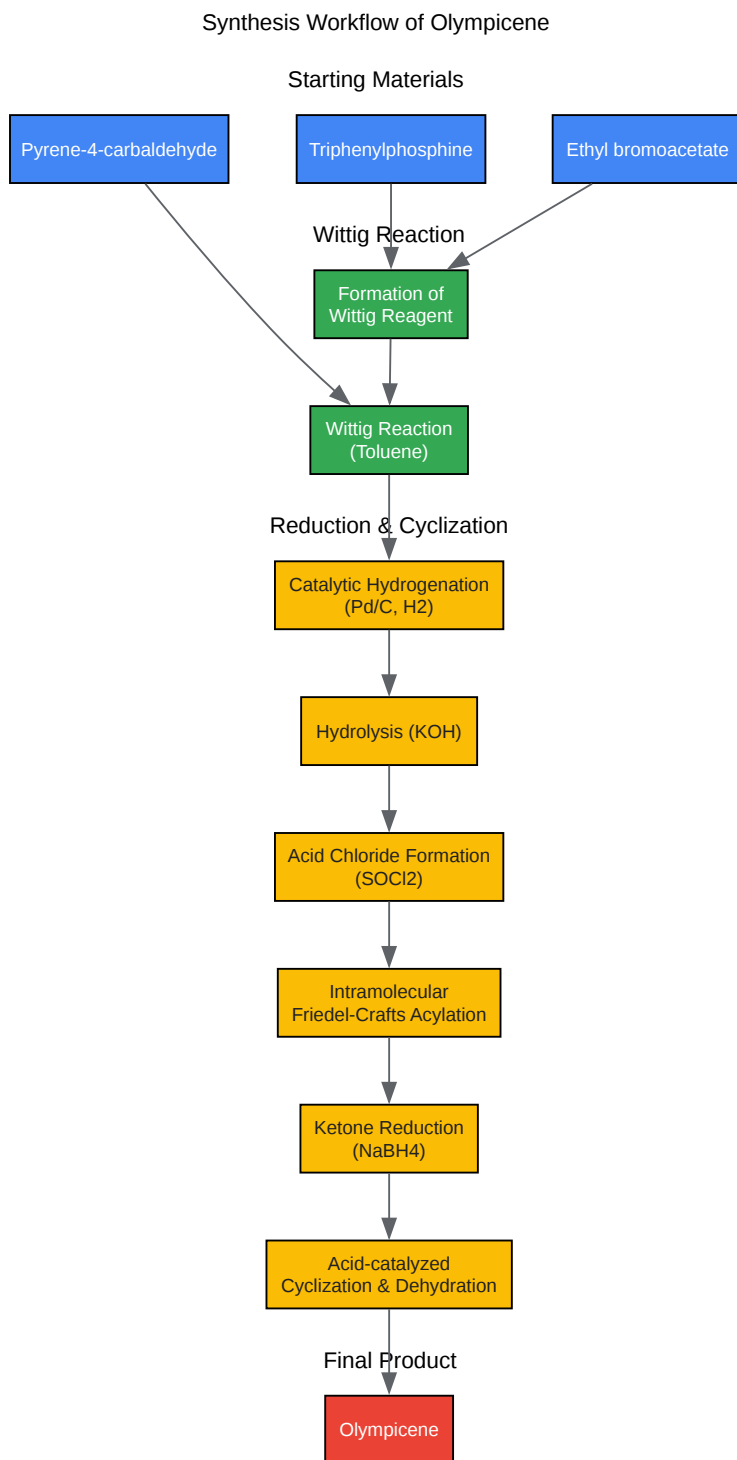 Synthesis Workflow of Olympicene
Starting Materials
Pyrene-4-carbaldehyde
Triphenylphosphine
Ethyl bromoacetate
Wittig Reaction
Formation of
Wittig Reagent
Wittig Reaction
(Toluene)
Reduction & Cyclization
Catalytic Hydrogenation
(Pd/C, H2)
Hydrolysis (KOH)
Acid Chloride Formation
(SOCl2)
Intramolecular
Friedel-Crafts Acylation
Ketone Reduction
(NaBH4)
Acid-catalyzed
Cyclization & Dehydration
Final Product
Olympicene